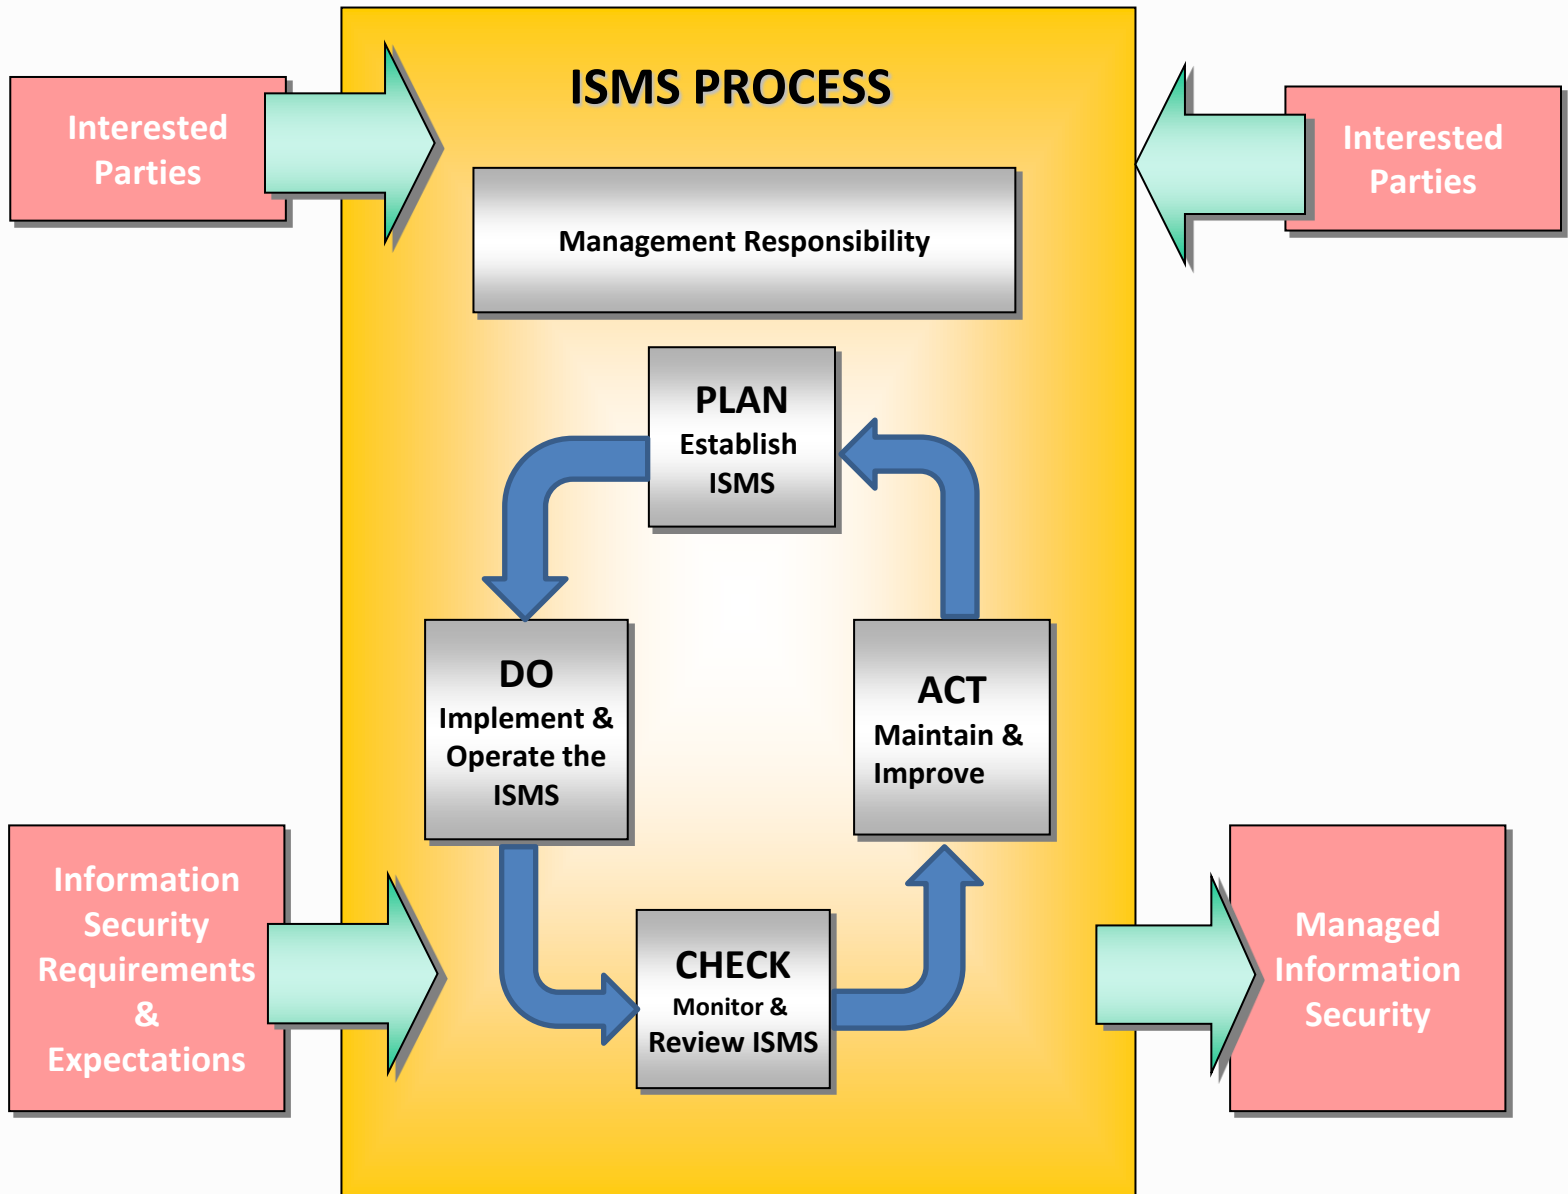 ISMS PROCESS
Interested
Parties
Interested
Parties
Management Responsibility
PLAN
Establish
ISMS
DO
Implement &
Operate the
ISMS
ACT
Maintain &
Improve
CHECK
Monitor &
Review ISMS
Information
Security
Requirements
&
Expectations
Managed
Information
Security